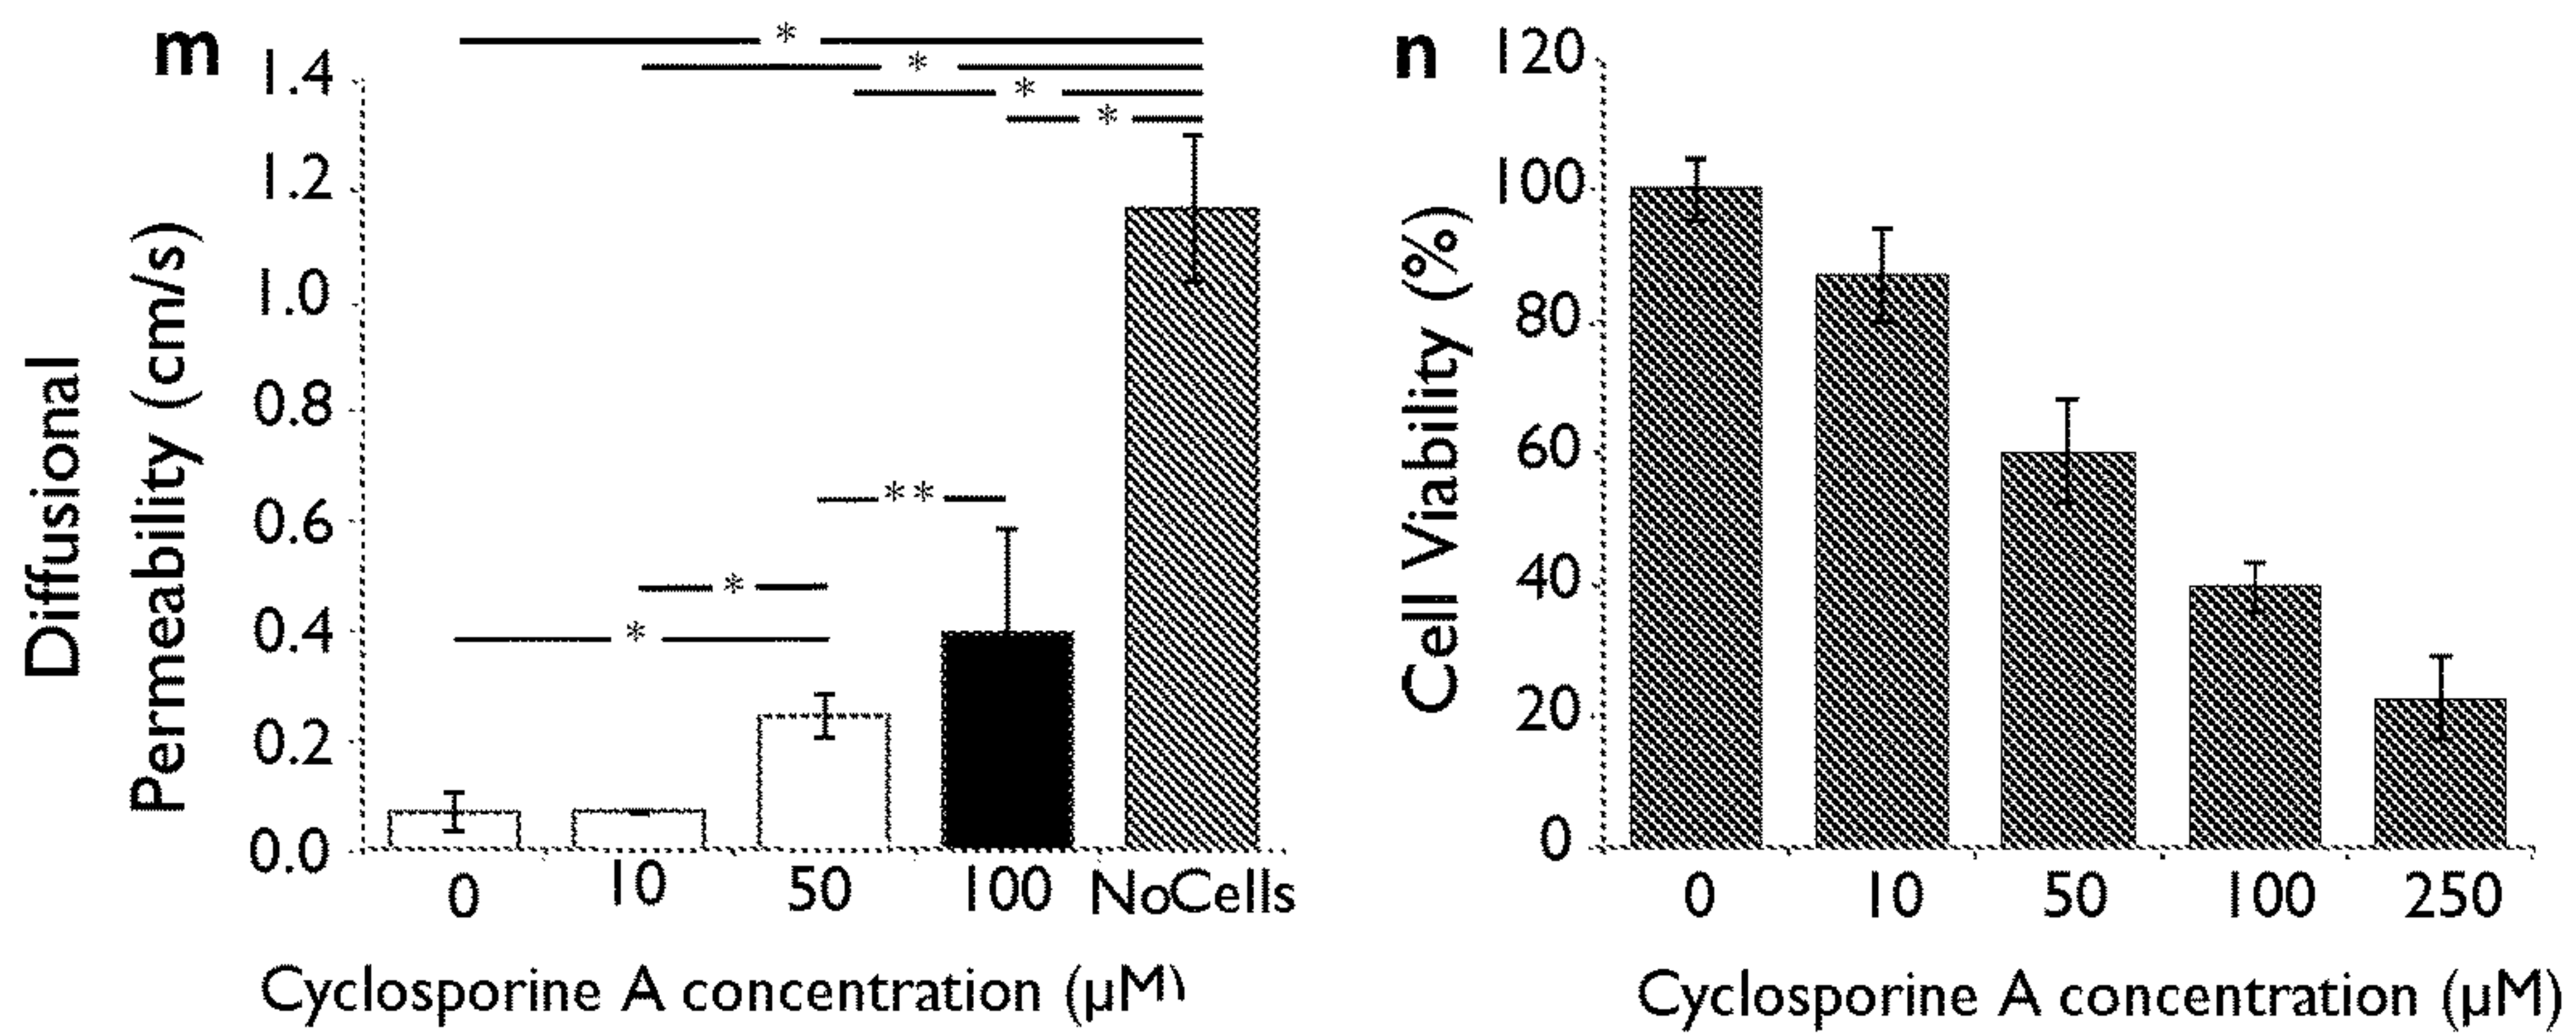 m
Diffusional
Permeability (cm/s)
1.4
1.2
1.0
0.8
0.6
0.4
0.2
0.0
*
*
*
*
**
*
*
0 10 50 100 NoCells
Cyclosporine A concentration (µM)
n
Cell Viability (%)
120
100
80
60
40
20
0
0 10 50 100 250
Cyclosporine A concentration (µM)